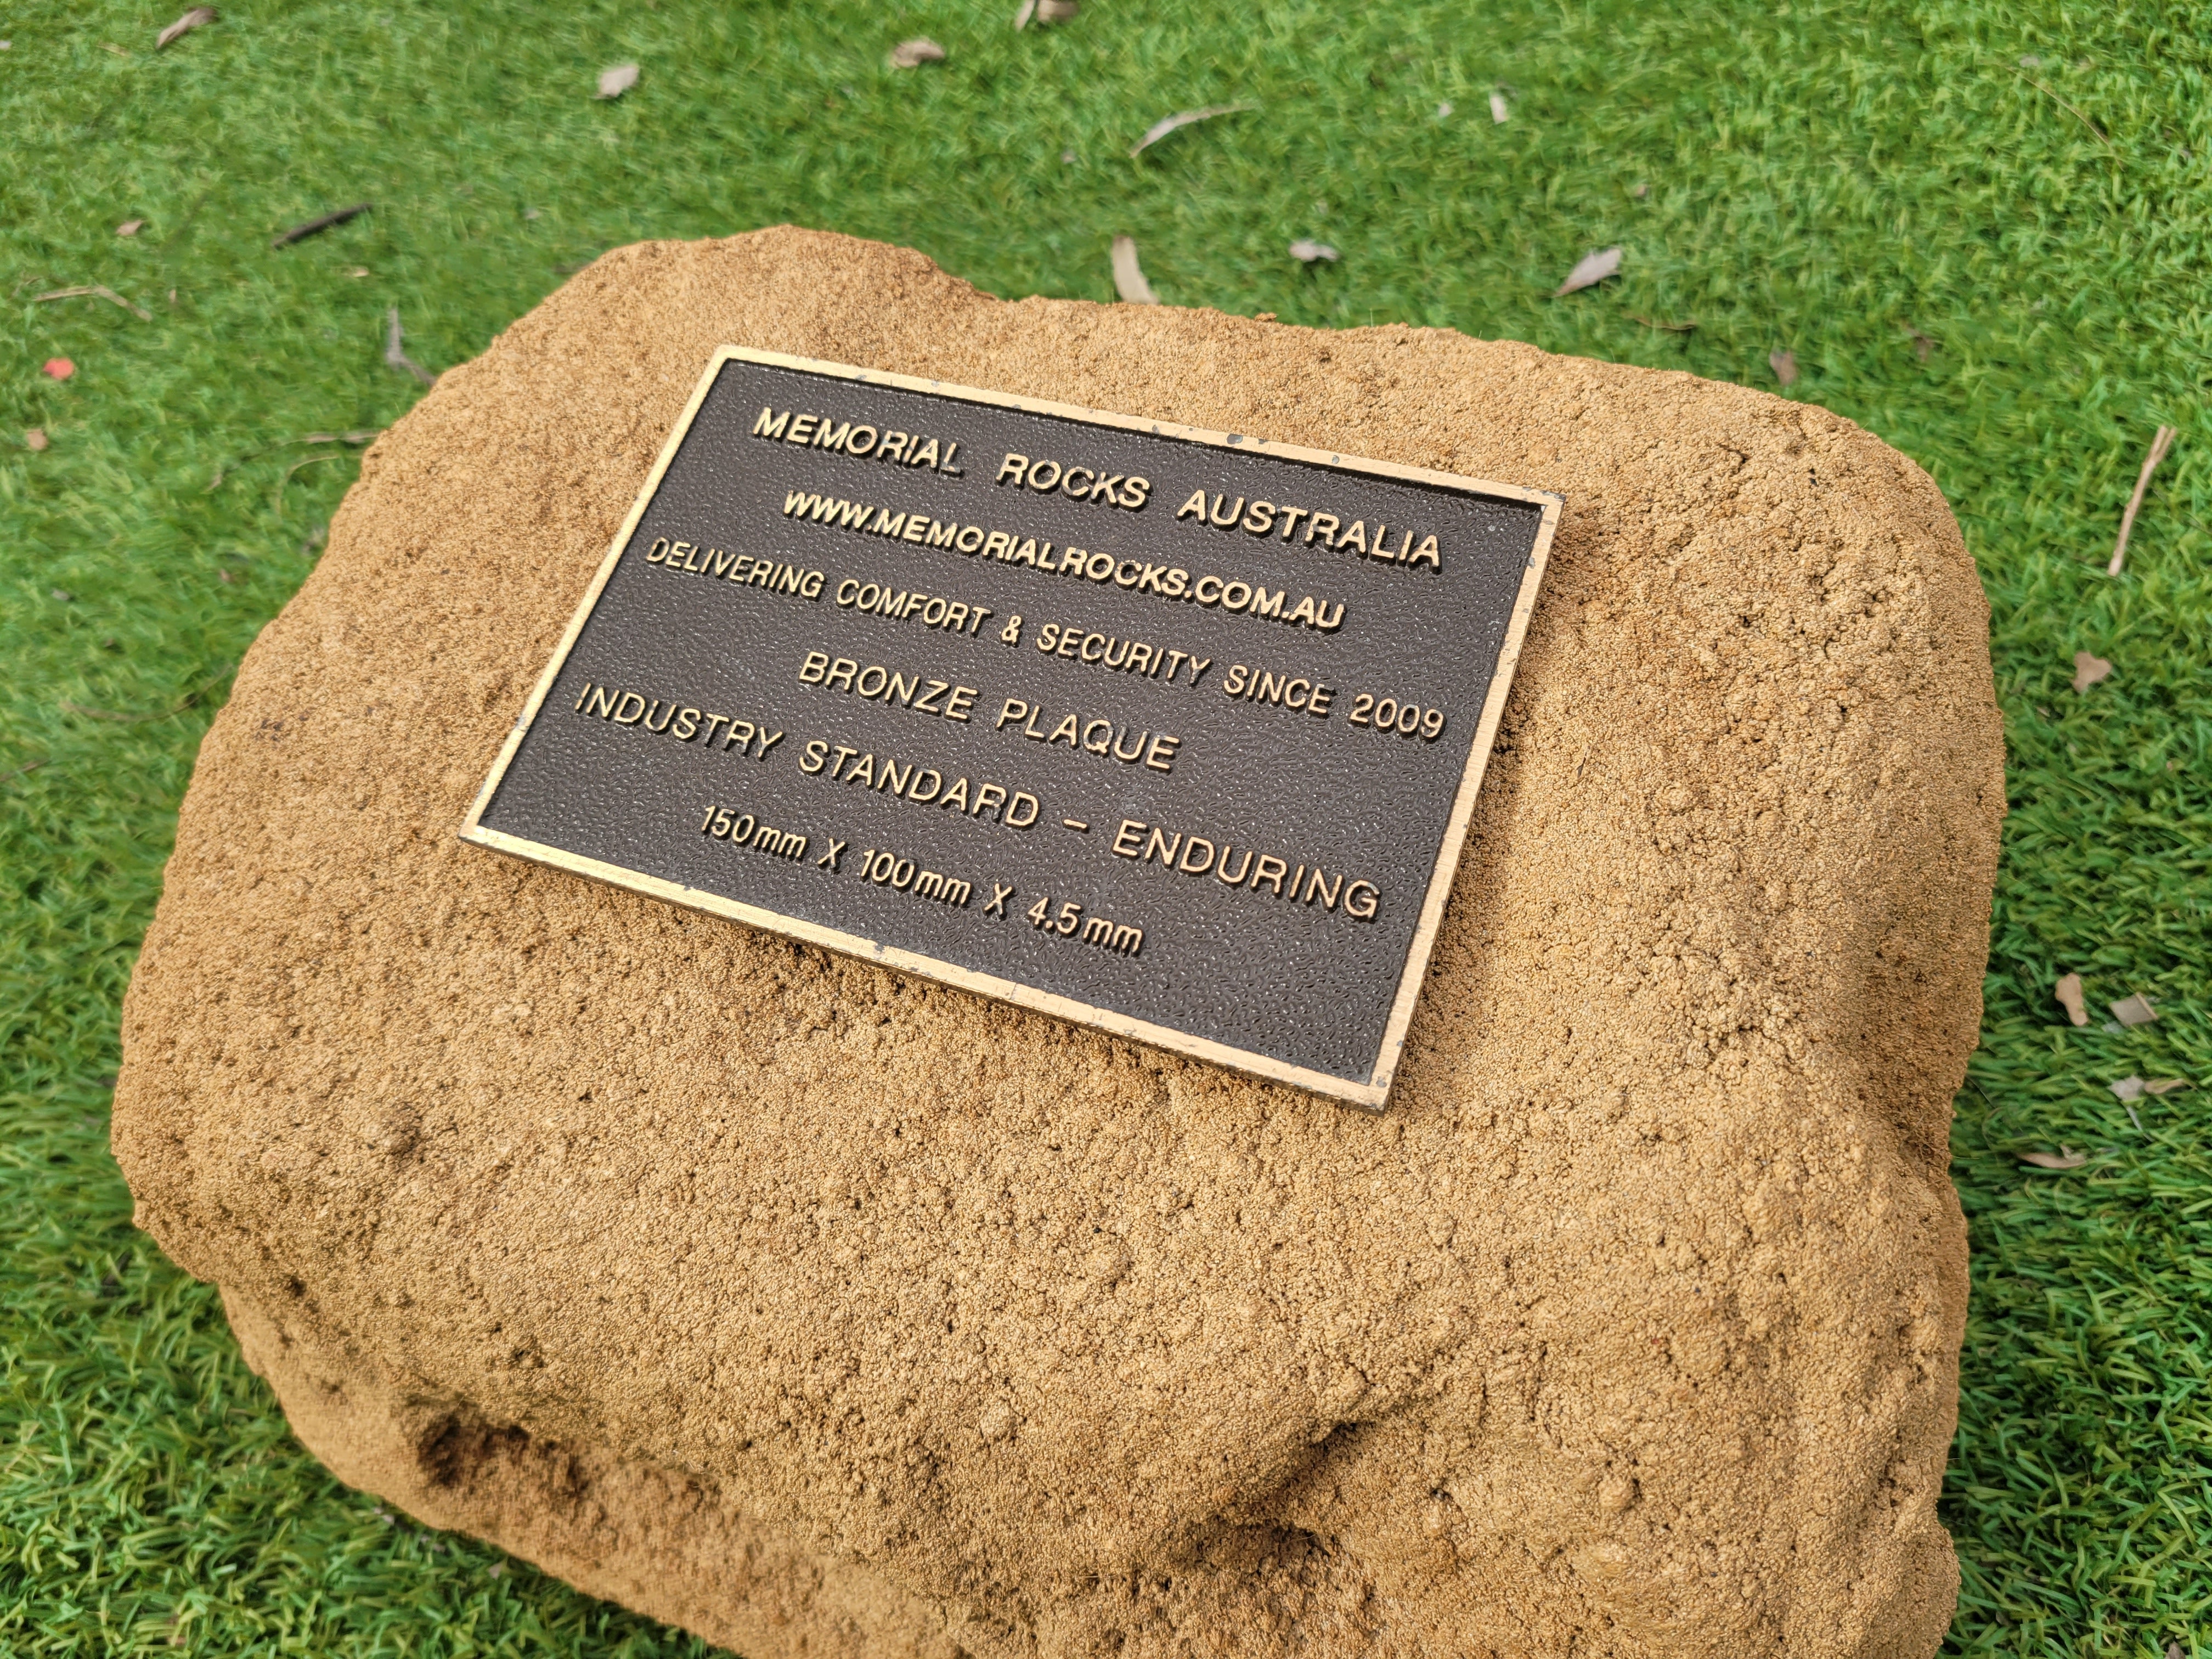 MEMORIAL ROCKS AUSTRALIA
WWW.MEMORIALROCKS.COM.AU
DELIVERING COMFORT & SECURITY SINCE 2009
BRONZE PLAQUE
INDUSTRY STANDARD – ENDURING
150mm X 100mm X 4.5mm